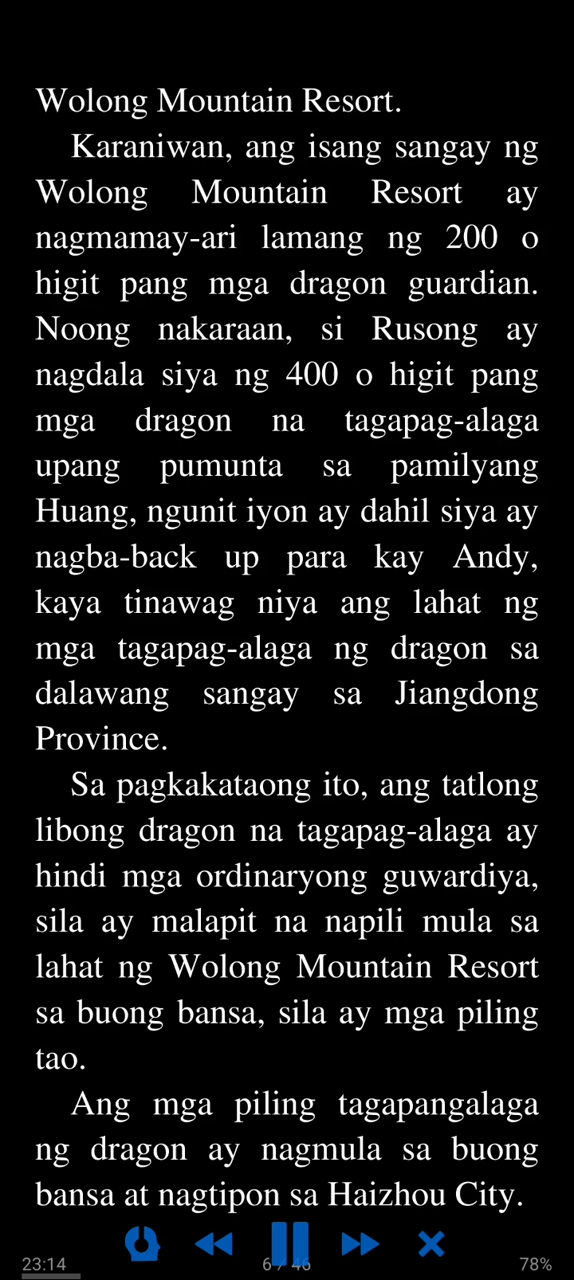 Wolong Mountain Resort.
Karaniwan, ang isang sangay ng
Wolong Mountain Resort ay
nagmamay-ari lamang ng 200 o
higit pang mga dragon guardian.
Noong nakaraan, si Rusong ay
nagdala siya ng 400 o higit pang
mga dragon na tagapag-alaga
upang pumunta sa pamilyang
Huang, ngunit iyon ay dahil siya ay
nagba-back up para kay Andy,
kaya tinawag niya ang lahat ng
mga tagapag-alaga ng dragon sa
dalawang sangay sa Jiangdong
Province.
Sa pagkakataong ito, ang tatlong
libong dragon na tagapag-alaga ay
hindi mga ordinaryong guwardiya,
sila ay malapit na napili mula sa
lahat ng Wolong Mountain Resort
sa buong bansa, sila ay mga piling
tao.
Ang mga piling tagapangalaga
ng dragon ay nagmula sa buong
bansa at nagtipon sa Haizhou City.
23:14 6 / 46 78%